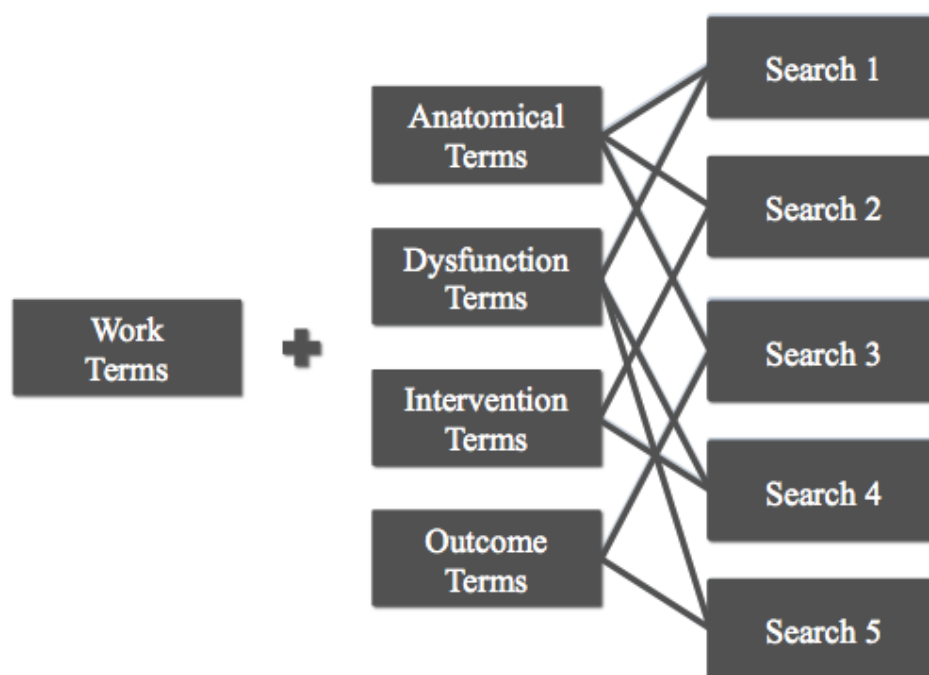 Work
Terms
Anatomical
Terms
Dysfunction
Terms
Intervention
Terms
Outcome
Terms
Search 1
Search 2
Search 3
Search 4
Search 5